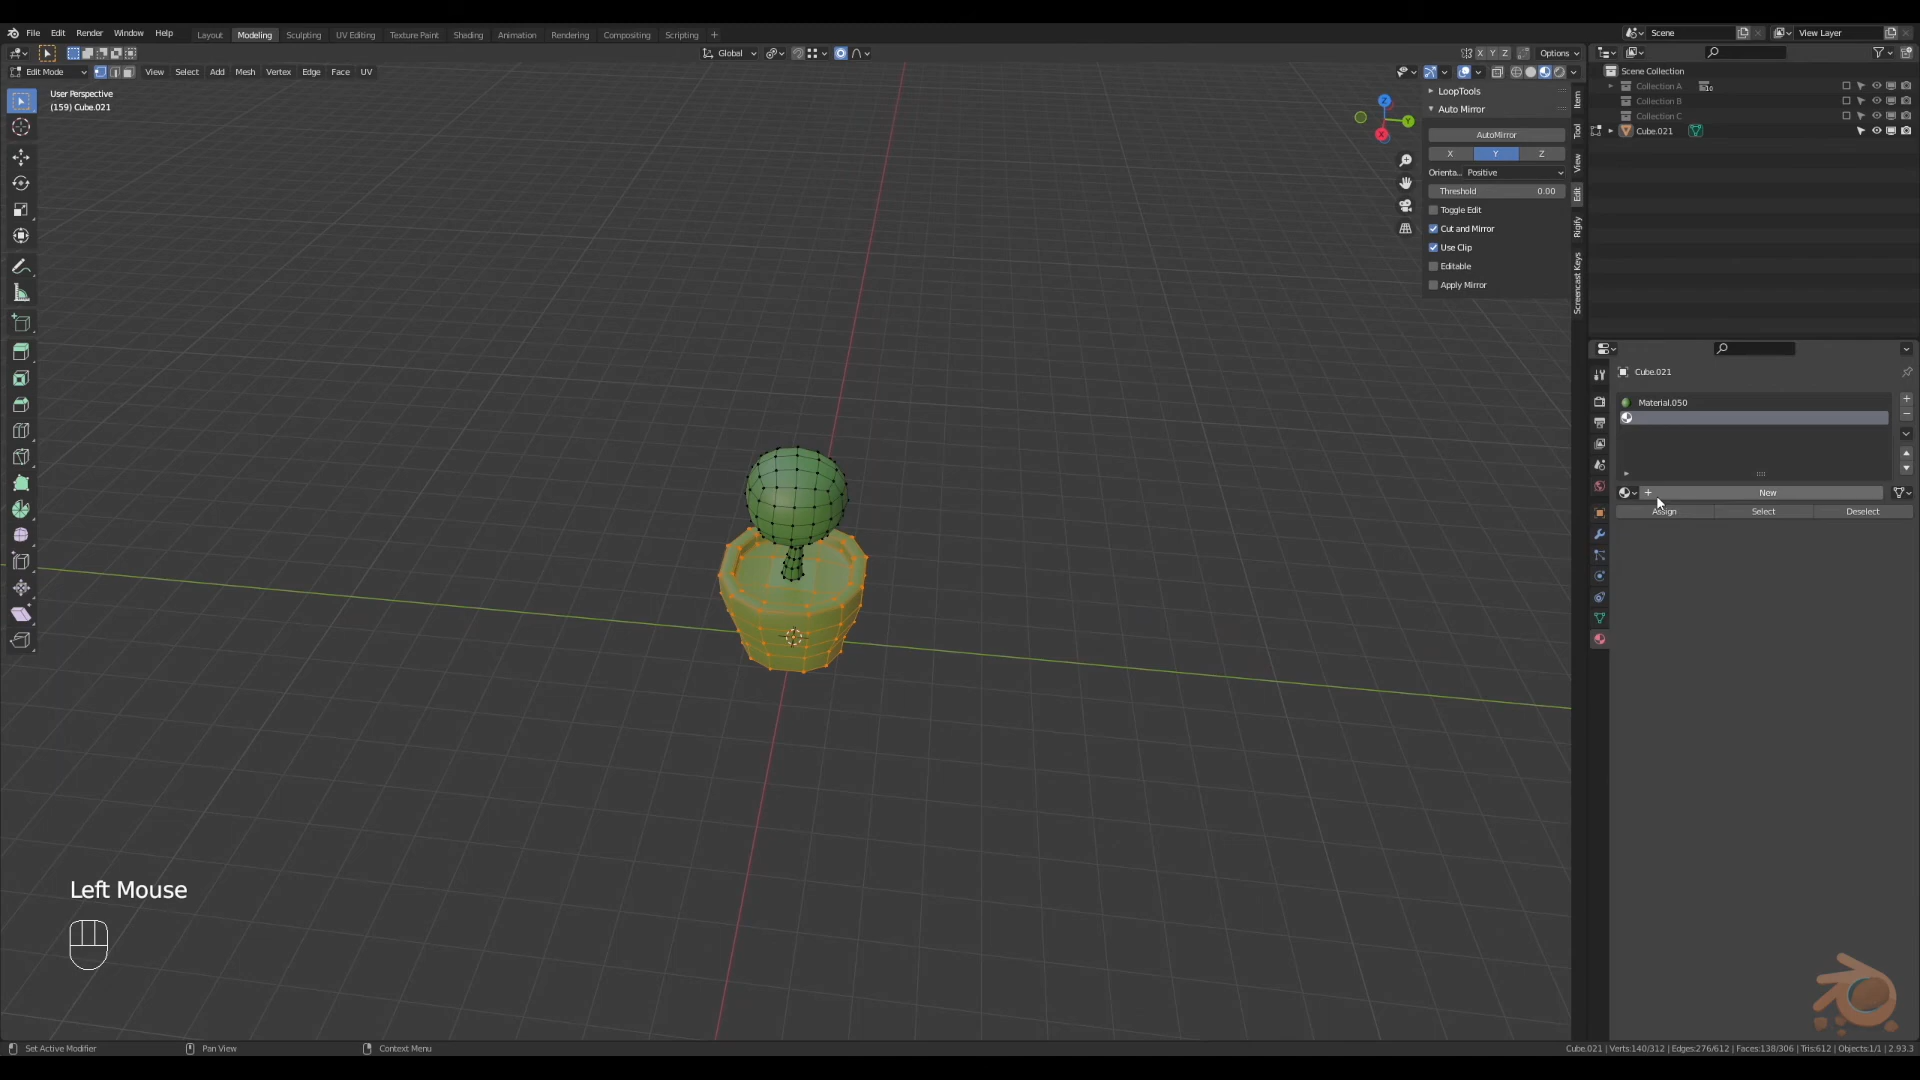 File Edit Render Window Help
Layout Modeling Sculpting UV Editing Texture Paint Shading Animation Rendering Compositing Scripting +
Scene
View Layer
Global
X Y Z
Options
Edit Mode
View Select Add Mesh Vertex Edge Face UV
User Perspective
(159) Cube.021
Z
Y
X
LoopTools
Auto Mirror
AutoMirror
X Y Z
Orienta... Positive
Threshold 0.00
Toggle Edit
Cut and Mirror
Use Clip
Editable
Apply Mirror
Item
Tool
View
Edit
Rigify
Screencast Keys
Scene Collection
Collection A
Collection B
Collection C
Cube.021
Cube.021
Material.050
New
Assign Select Deselect
Left Mouse
Set Active Modifier
Pan View
Context Menu
Cube.021 | Verts:140/312 | Edges:276/612 | Faces:138/306 | Tris:612 | Objects:1/1 | 2.93.3